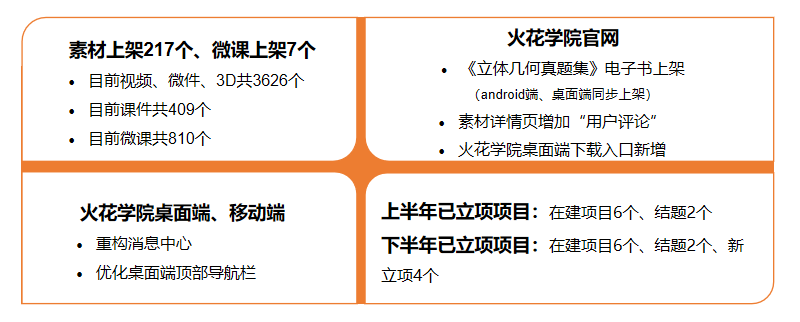 素材上架217个、微课上架7个
• 目前视频、微件、3D共3626个
• 目前课件共409个
• 目前微课共810个
火花学院官网
• 《立体几何真题集》电子书上架
（android端、桌面端同步上架）
• 素材详情页增加“用户评论”
• 火花学院桌面端下载入口新增
火花学院桌面端、移动端
• 重构消息中心
• 优化桌面端顶部导航栏
上半年已立项项目：在建项目6个、结题2个
下半年已立项项目：在建项目6个、结题2个、新
立项4个